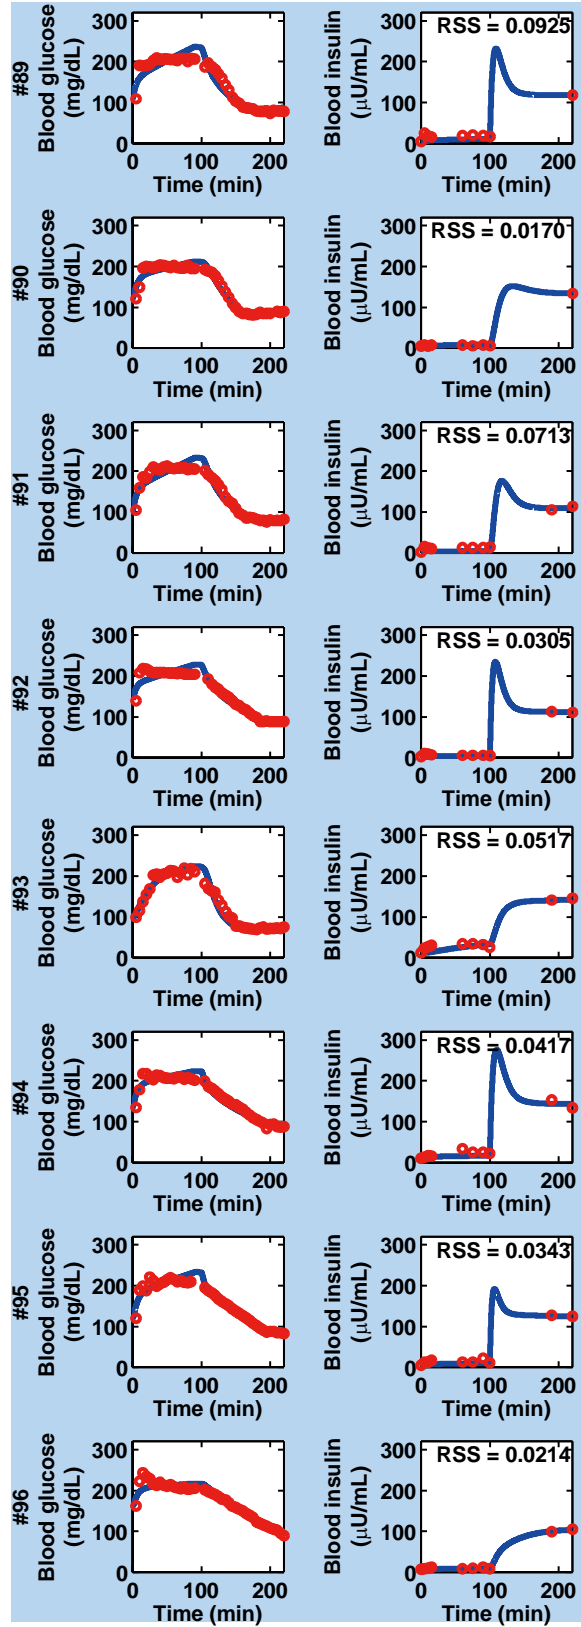 #89
Blood glucose
(mg/dL)
300
200
100
0
0 100 200
Time (min)
Blood insulin
(μU/mL)
RSS = 0.0925
300
200
100
0
0 100 200
Time (min)
#90
Blood glucose
(mg/dL)
300
200
100
0
0 100 200
Time (min)
Blood insulin
(μU/mL)
RSS = 0.0170
300
200
100
0
0 100 200
Time (min)
#91
Blood glucose
(mg/dL)
300
200
100
0
0 100 200
Time (min)
Blood insulin
(μU/mL)
RSS = 0.0713
300
200
100
0
0 100 200
Time (min)
#92
Blood glucose
(mg/dL)
300
200
100
0
0 100 200
Time (min)
Blood insulin
(μU/mL)
RSS = 0.0305
300
200
100
0
0 100 200
Time (min)
#93
Blood glucose
(mg/dL)
300
200
100
0
0 100 200
Time (min)
Blood insulin
(μU/mL)
RSS = 0.0517
300
200
100
0
0 100 200
Time (min)
#94
Blood glucose
(mg/dL)
300
200
100
0
0 100 200
Time (min)
Blood insulin
(μU/mL)
RSS = 0.0417
300
200
100
0
0 100 200
Time (min)
#95
Blood glucose
(mg/dL)
300
200
100
0
0 100 200
Time (min)
Blood insulin
(μU/mL)
RSS = 0.0343
300
200
100
0
0 100 200
Time (min)
#96
Blood glucose
(mg/dL)
300
200
100
0
0 100 200
Time (min)
Blood insulin
(μU/mL)
RSS = 0.0214
300
200
100
0
0 100 200
Time (min)